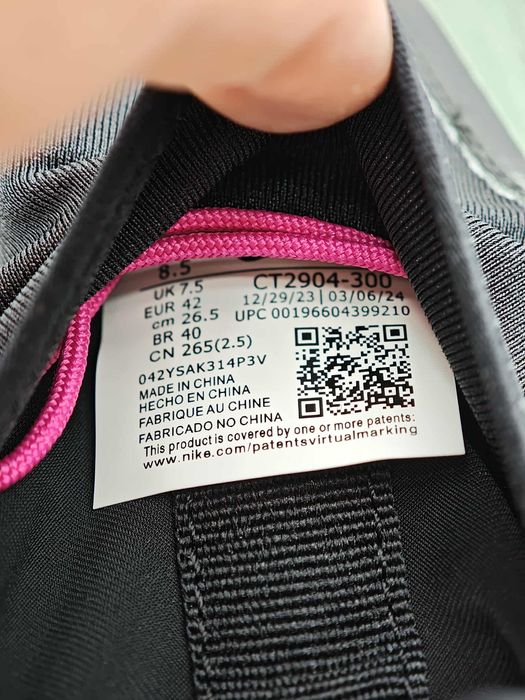 8.5
UK 7.5
EUR 42
cm 26.5
BR 40
CN 265(2.5)
CT2904-300
12/29/23 | 03/06/24
UPC 00196604399210
042YSAK314P3V
MADE IN CHINA
HECHO EN CHINA
FABRIQUE AU CHINE
FABRICADO NO CHINA
This product is covered by one or more patents:
www.nike.com/patentsvirtualmarking